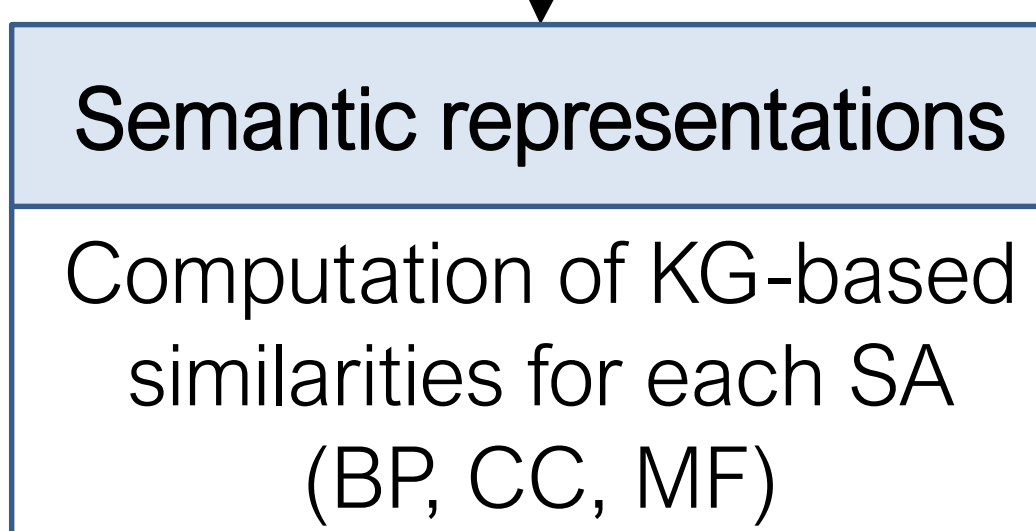 Semantic representations
Computation of KG-based
similarities for each SA
(BP, CC, MF)